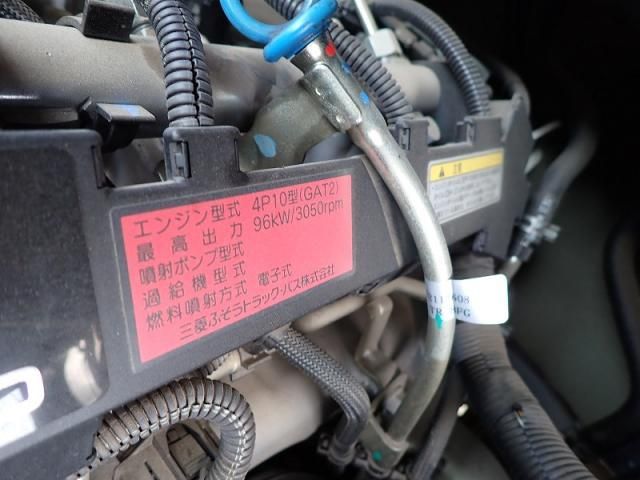 エンジン型式 4P10型(GAT2)
最高出力 96kW/3050rpm
噴射ポンプ型式
過給機型式
燃料噴射方式 電子式
三菱ふそうトラック・バス株式会社
注意